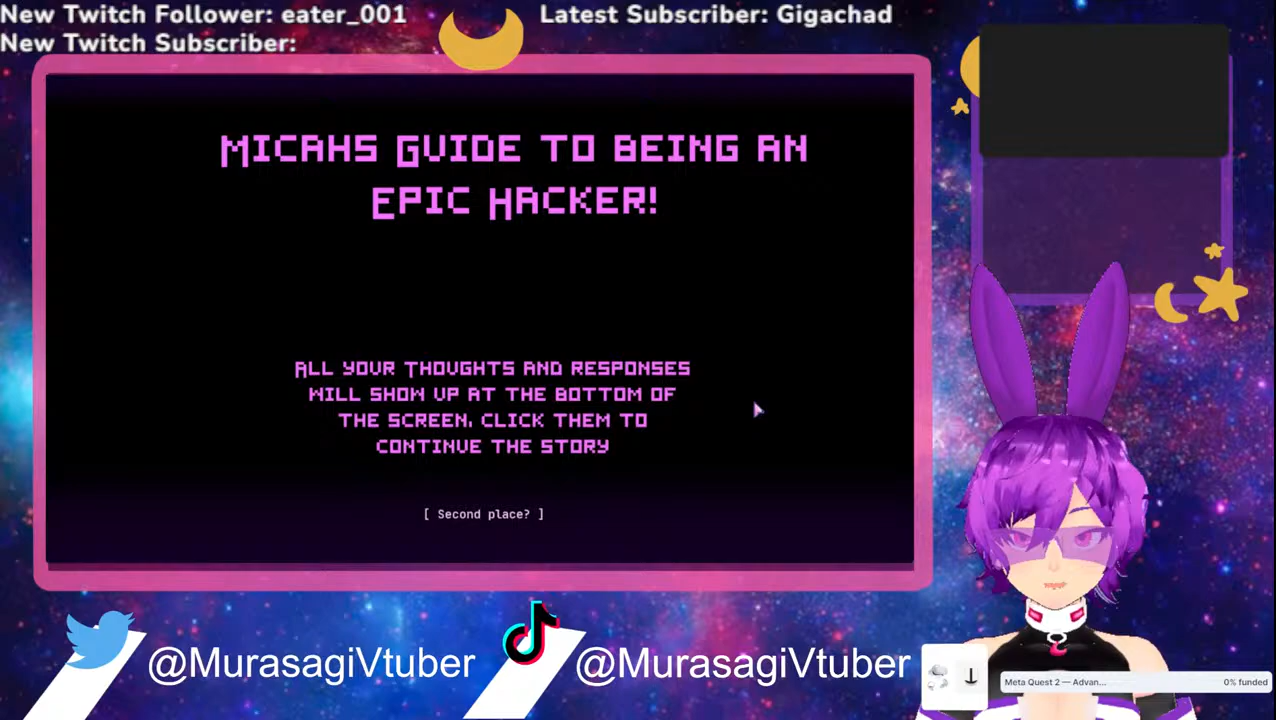 New Twitch Follower: eater_001
Latest Subscriber: Gigachad
New Twitch Subscriber:
Micahs Guide to being an
Epic Hacker!
All your Thoughts and responses
will show up at the bottom of
the screen, click them to
continue the story
[ Second place? ]
@MurasagiVtuber
@MurasagiVtuber
Meta Quest 2 — Advan...
0% funded